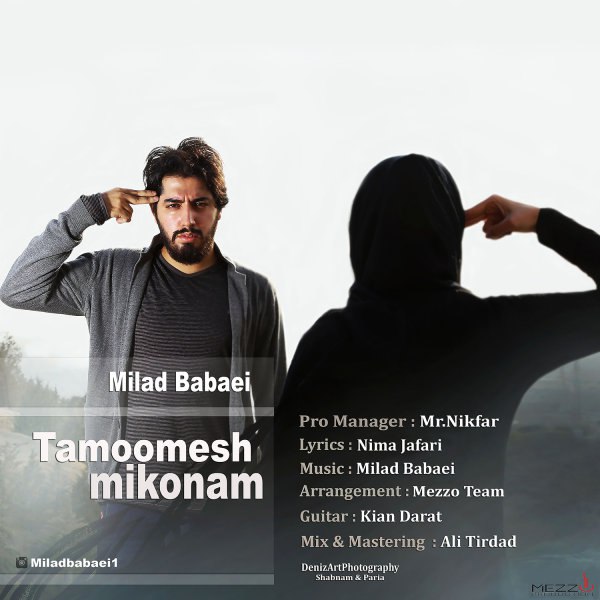 Milad Babaei
Tamoomesh
mikonam
Miladbabaei1
Pro Manager : Mr.Nikfar
Lyrics : Nima Jafari
Music : Milad Babaei
Arrangement : Mezzo Team
Guitar : Kian Darat
Mix & Mastering : Ali Tirdad
DenizArtPhotography
Shabnam & Paria
MEZZO